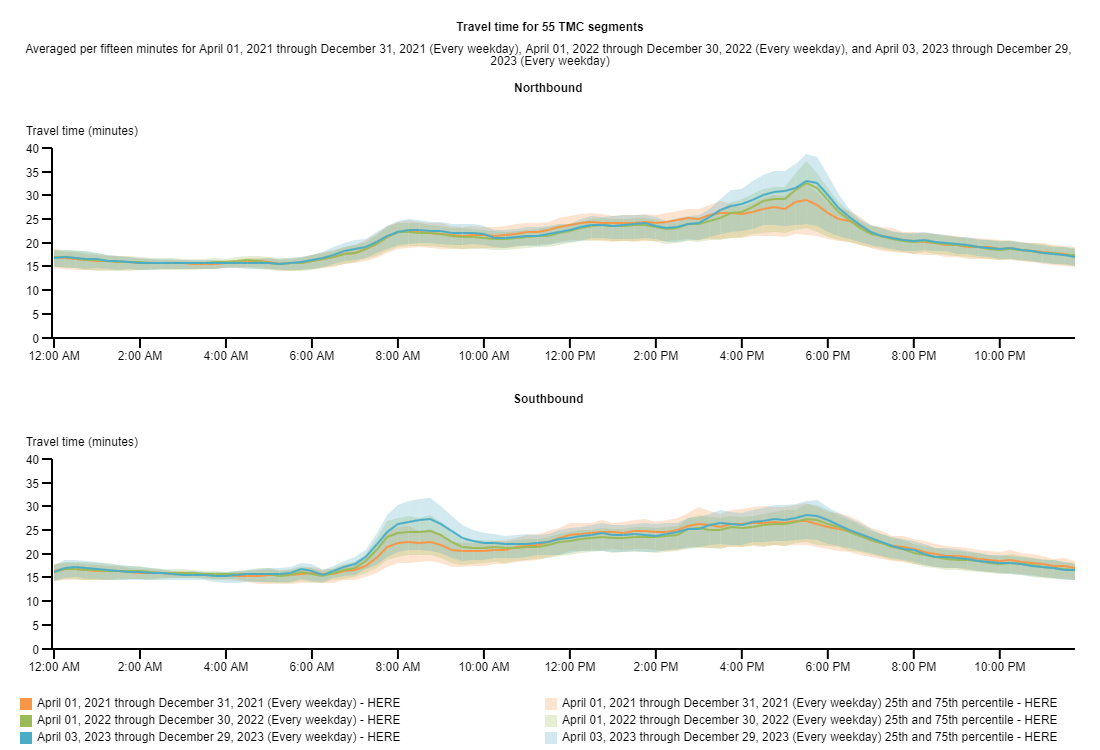 Travel time for 55 TMC segments
Averaged per fifteen minutes for April 01, 2021 through December 31, 2021 (Every weekday), April 01, 2022 through December 30, 2022 (Every weekday), and April 03, 2023 through December 29,
2023 (Every weekday)
Northbound
Travel time (minutes)
40
35
30
25
20
15
10
5
0
12:00 AM 2:00 AM 4:00 AM 6:00 AM 8:00 AM 10:00 AM 12:00 PM 2:00 PM 4:00 PM 6:00 PM 8:00 PM 10:00 PM
Southbound
Travel time (minutes)
40
35
30
25
20
15
10
5
0
12:00 AM 2:00 AM 4:00 AM 6:00 AM 8:00 AM 10:00 AM 12:00 PM 2:00 PM 4:00 PM 6:00 PM 8:00 PM 10:00 PM
April 01, 2021 through December 31, 2021 (Every weekday) - HERE
April 01, 2022 through December 30, 2022 (Every weekday) - HERE
April 03, 2023 through December 29, 2023 (Every weekday) - HERE
April 01, 2021 through December 31, 2021 (Every weekday) 25th and 75th percentile - HERE
April 01, 2022 through December 30, 2022 (Every weekday) 25th and 75th percentile - HERE
April 03, 2023 through December 29, 2023 (Every weekday) 25th and 75th percentile - HERE